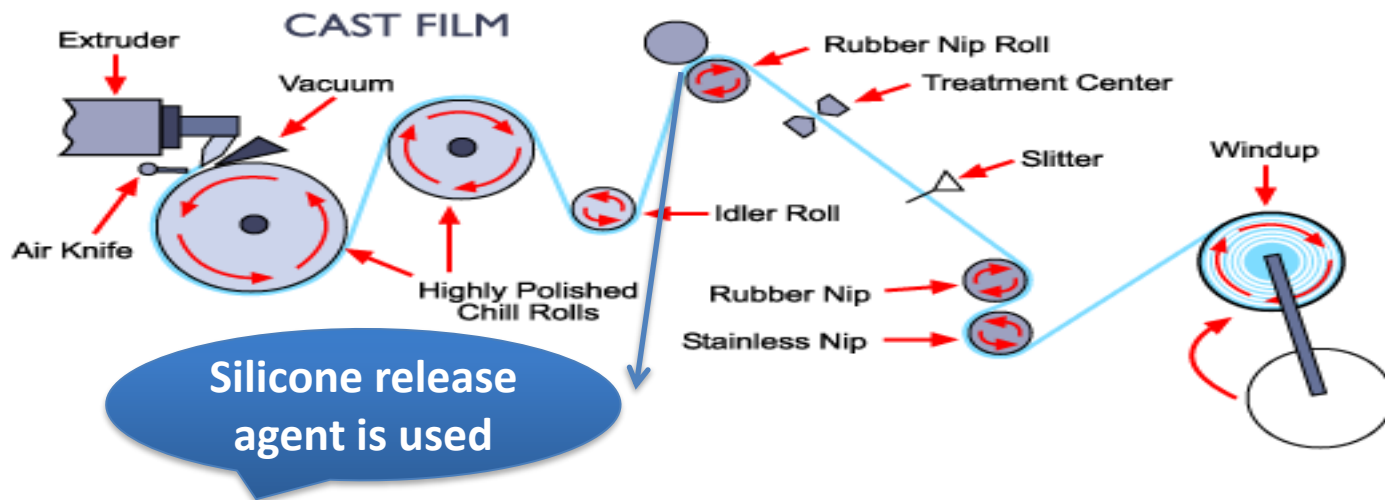 CAST FILM
Extruder
Vacuum
Air Knife
Highly Polished
Chill Rolls
Idler Roll
Rubber Nip Roll
Treatment Center
Slitter
Rubber Nip
Stainless Nip
Windup
Silicone release
agent is used